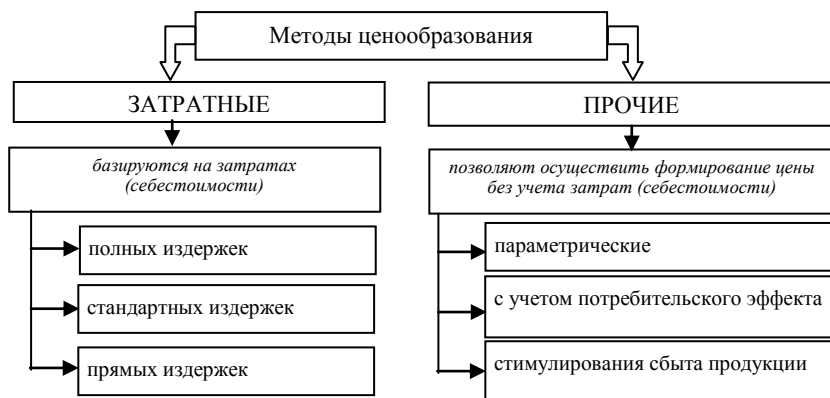 Методы ценообразования
ЗАТРАТНЫЕ
базируются на затратах
(себестоимости)
полных издержек
стандартных издержек
прямых издержек
ПРОЧИЕ
позволяют осуществить формирование цены
без учета затрат (себестоимости)
параметрические
с учетом потребительского эффекта
стимулирования сбыта продукции